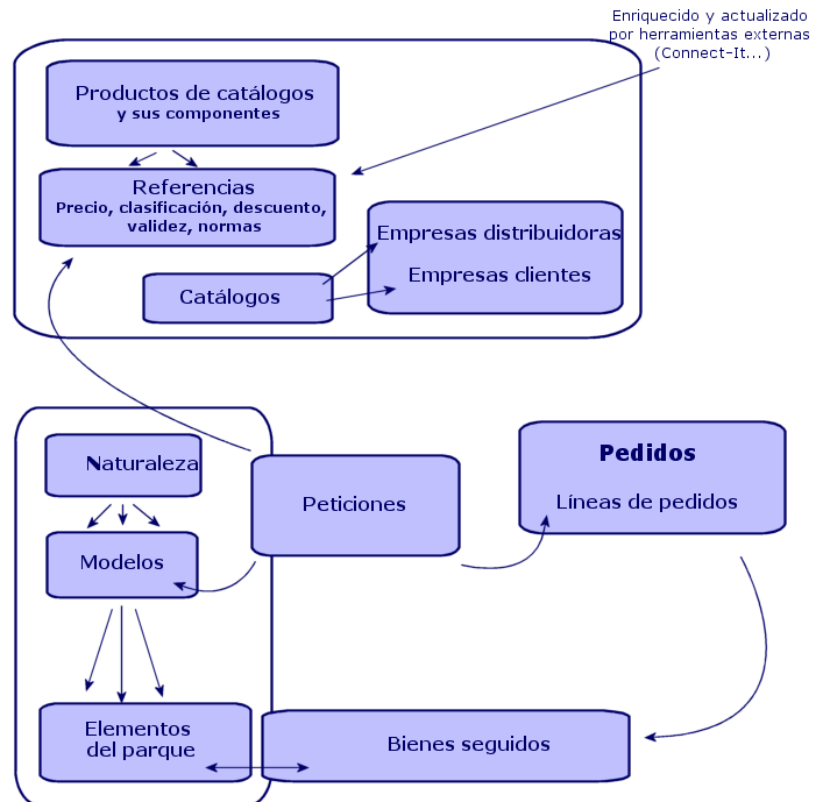 Enriquecido y actualizado
por herramientas externas
(Connect-It...)
Productos de catálogos
y sus componentes
Referencias
Precio, clasificación, descuento,
validez, normas
Empresas distribuidoras
Empresas clientes
Catálogos
Naturaleza
Peticiones
Pedidos
Líneas de pedidos
Modelos
Elementos
del parque
Bienes seguidos